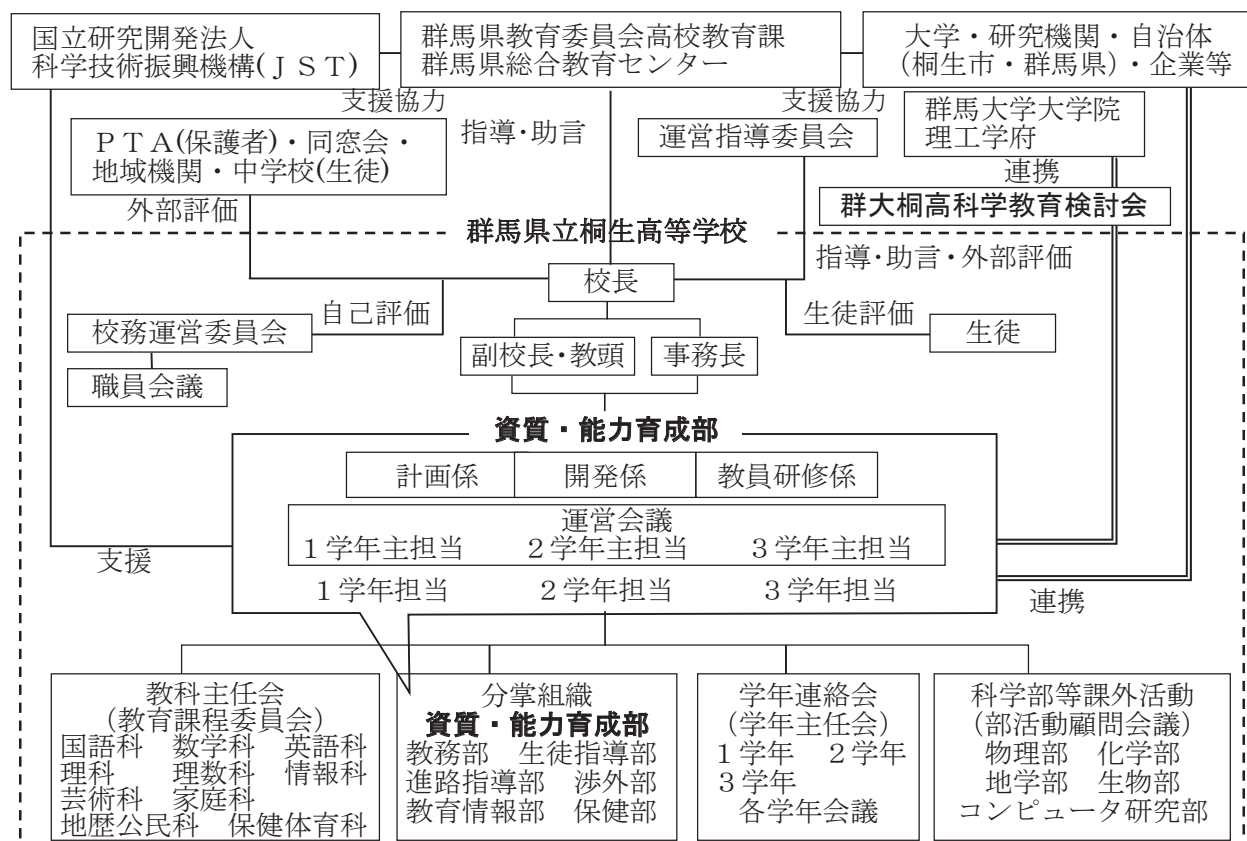 国立研究開発法人
科学技術振興機構(ＪＳＴ)
群馬県教育委員会高校教育課
群馬県総合教育センター
大学・研究機関・自治体
(桐生市・群馬県)・企業等
支援協力
支援協力
群馬大学大学院
理工学府
ＰＴＡ(保護者)・同窓会・
地域機関・中学校(生徒)
指導･助言
運営指導委員会
連携
外部評価
群大桐高科学教育検討会
群馬県立桐生高等学校
指導･助言・外部評価
校長
自己評価
生徒評価
校務運営委員会
生徒
副校長・教頭
事務長
職員会議
資質・能力育成部
計画係
開発係
教員研修係
運営会議
１学年主担当
２学年主担当
３学年主担当
支援
１学年担当
２学年担当
３学年担当
連携
教科主任会
(教育課程委員会)
国語科 数学科 英語科
理科 理数科 情報科
芸術科 家庭科
地歴公民科 保健体育科
分掌組織
資質・能力育成部
教務部 生徒指導部
進路指導部 渉外部
教育情報部 保健部
学年連絡会
(学年主任会)
１学年 ２学年
３学年
各学年会議
科学部等課外活動
(部活動顧問会議)
物理部 化学部
地学部 生物部
コンピュータ研究部